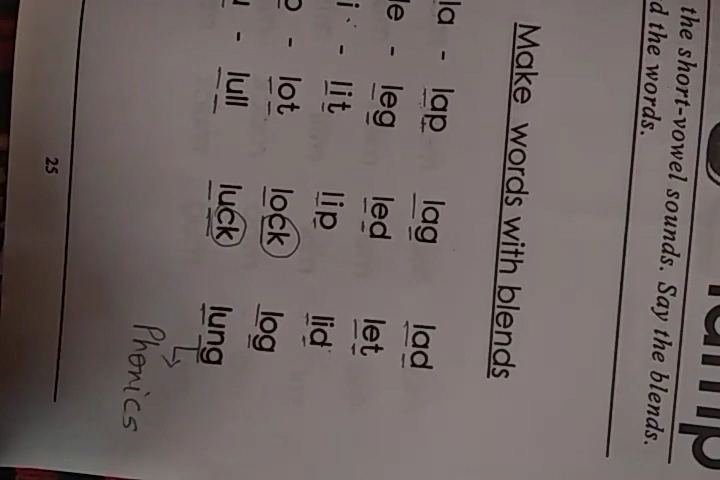 the short-vowel sounds. Say the blends.
d the words.
Make words with blends
la - lap lag lad
le - leg led let
i - lit lip lid
o - lot lock log
- lull luck lung
Phonics
25